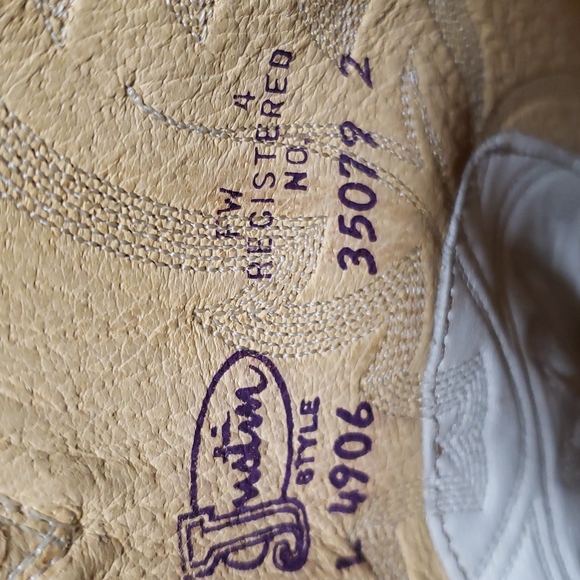 Justin
STYLE
L 4906
FW 4
REGISTERED
NO.
35079 2